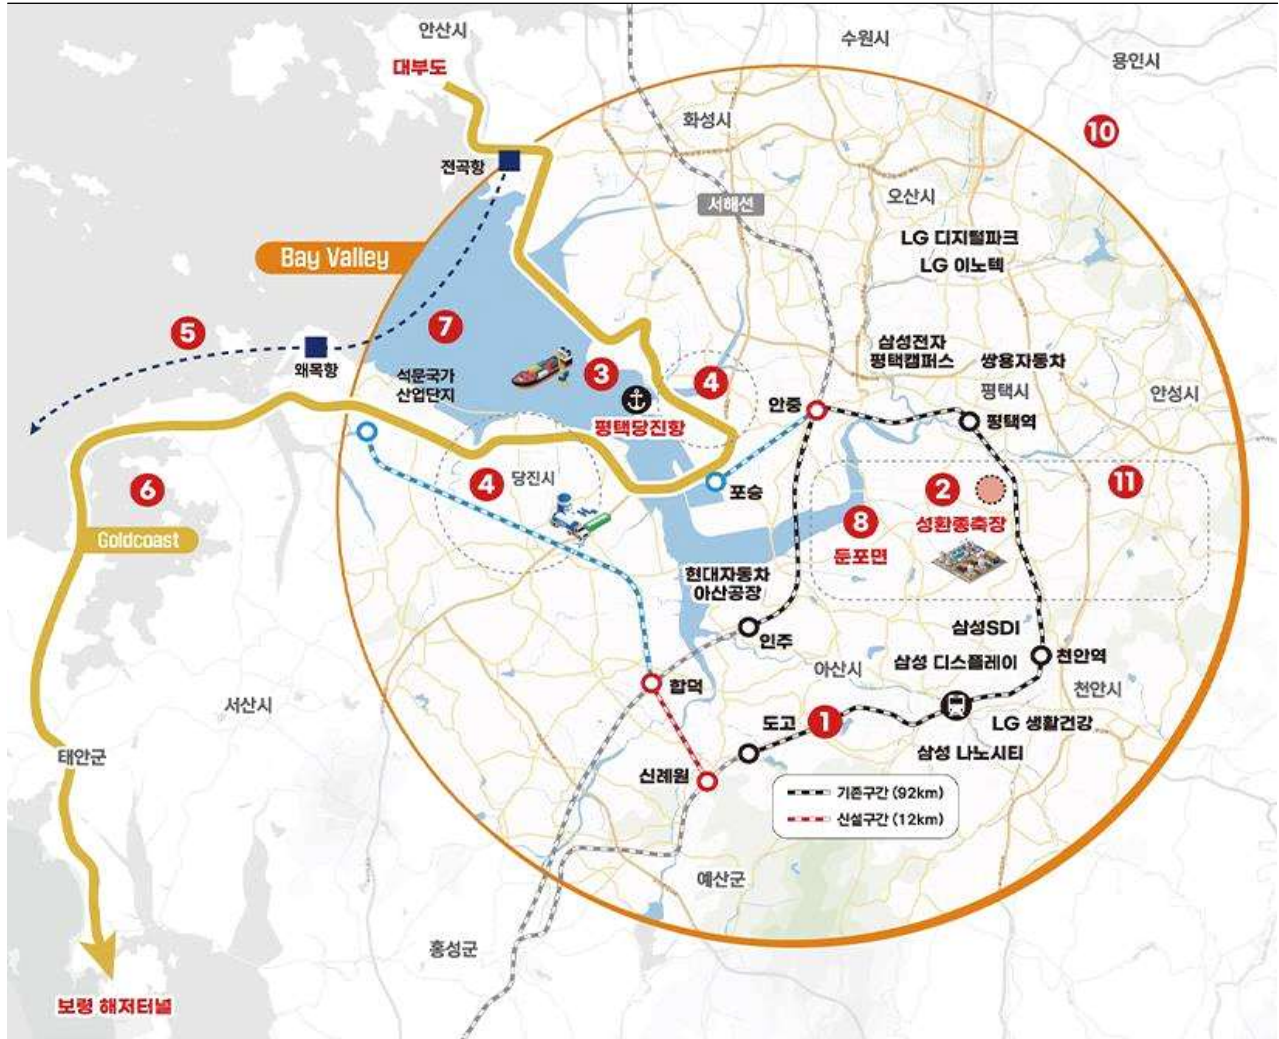 안산시
수원시
용인시
대부도
화성시
10
전곡항
오산시
서해선
LG 디지털파크
LG 이노텍
Bay Valley
5
7
왜목항
삼성전자
평택캠퍼스
쌍용자동차
평택시
안성시
석문국가
산업단지
3
4
평택당진항
안중
평택역
6
4
당진시
포승
2
성환종축장
11
8
둔포면
Goldcoast
현대자동차
아산공장
인주
삼성SDI
삼성 디스플레이
천안역
천안시
아산시
합덕
서산시
도고
1
LG 생활건강
삼성 나노시티
태안군
신례원
기존구간 (92km)
신설구간 (12km)
예산군
홍성군
보령 해저터널